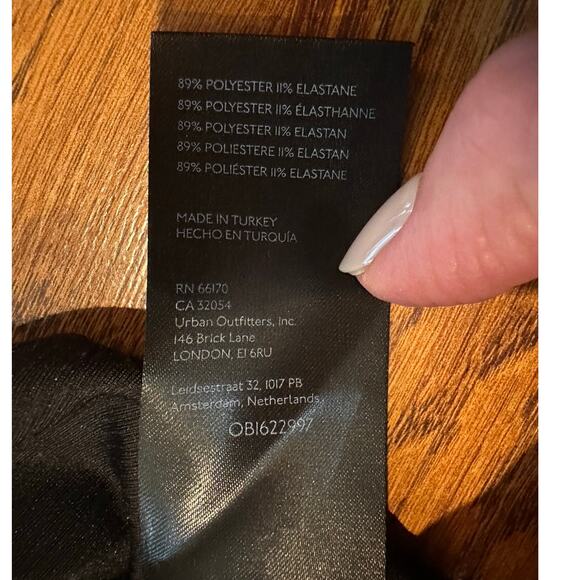 89% POLYESTER 11% ELASTANE
89% POLYESTER 11% ÉLASTHANNE
89% POLYESTER 11% ELASTAN
89% POLIESTERE 11% ELASTAN
89% POLIÉSTER 11% ELASTANE
MADE IN TURKEY
HECHO EN TURQUÍA
RN 66170
CA 32054
Urban Outfitters, Inc.
146 Brick Lane
LONDON, E1 6RU
Leidsestraat 32, 1017 PB
Amsterdam, Netherlands
OB1622997